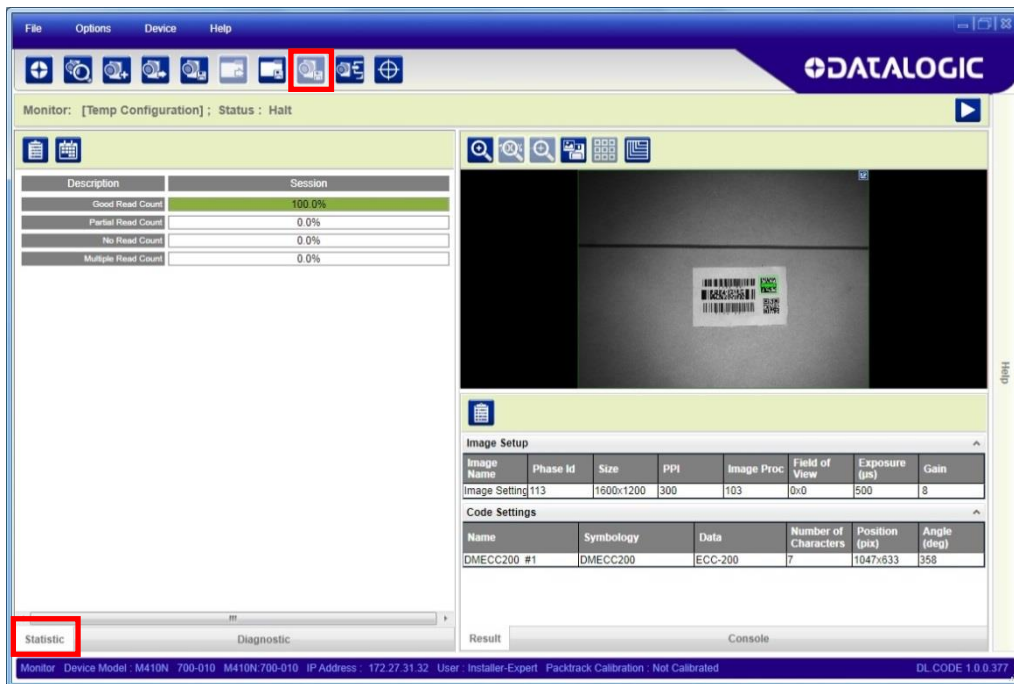 File Options Device Help
DATALOGIC
Monitor: [Temp Configuration] ; Status : Halt
Description Session
Good Read Count 100.0%
Partial Read Count 0.0%
No Read Count 0.0%
Multiple Read Count 0.0%
Help
Image Setup
Image Name Phase Id Size PPI Image Proc Field of View Exposure (µs) Gain
Image Setting 113 1600x1200 300 103 0x0 500 8
Code Settings
Name Symbology Data Number of Characters Position (pix) Angle (deg)
DMECC200 #1 DMECC200 ECC-200 7 1047x633 358
Statistic Diagnostic Result Console
Monitor Device Model : M410N 700-010 M410N:700-010 IP Address : 172.27.31.32 User : Installer-Expert Packtrack Calibration : Not Calibrated DL.CODE 1.0.0.377